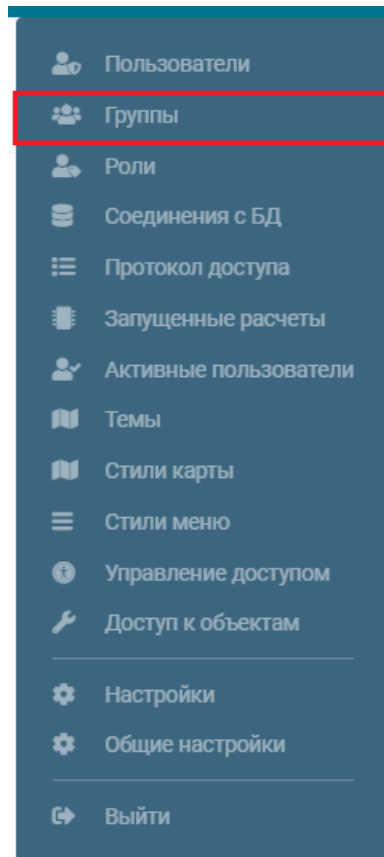 Пользователи
Группы
Роли
Соединения с БД
Протокол доступа
Запущенные расчеты
Активные пользователи
Темы
Стили карты
Стили меню
Управление доступом
Доступ к объектам
Настройки
Общие настройки
Выйти